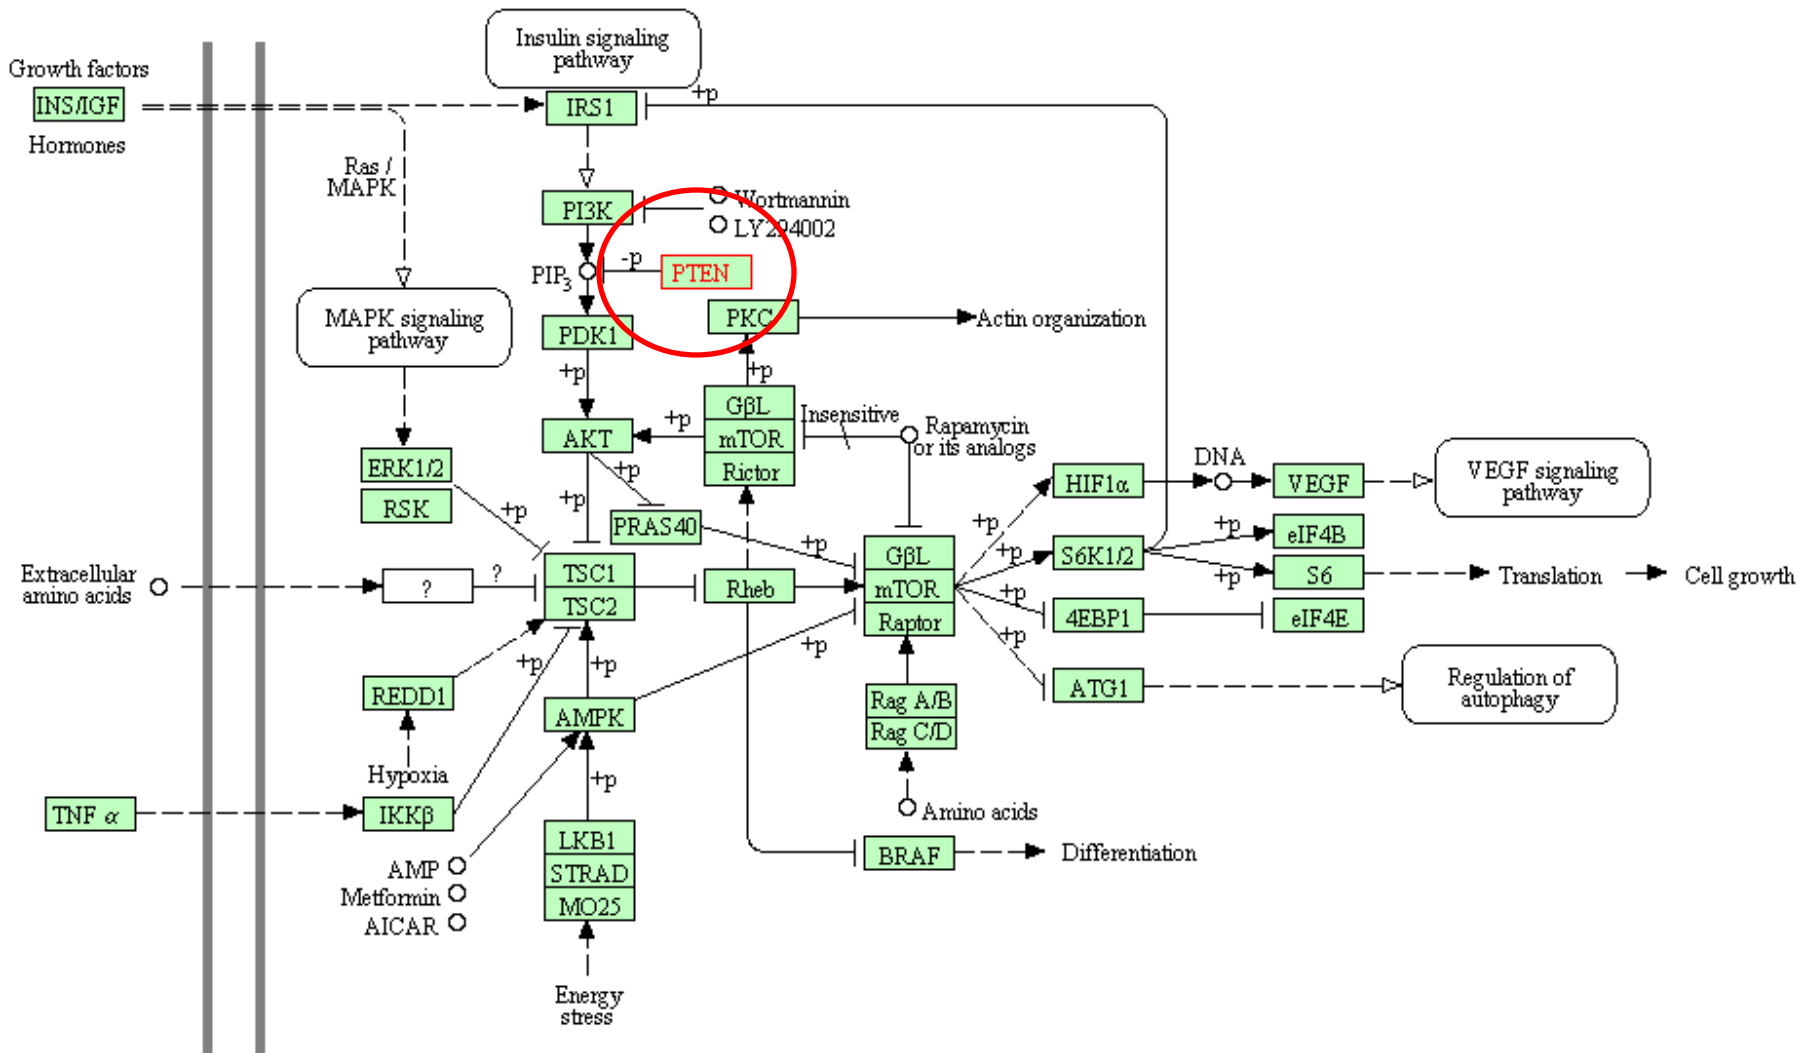 Insulin signaling
pathway
Growth factors
INS/IGF
Hormones
IRS1
+p
Ras /
MAPK
PI3K
Wortmannin
LY294002
PIP3
-p
PTEN
MAPK signaling
pathway
PDK1
PKC
Actin organization
+p
+p
GβL
mTOR
Rictor
AKT
+p
Insensitive
Rapamycin
or its analogs
ERK1/2
RSK
+p
+p
+p
PRAS40
+p
HIF1α
DNA
VEGF
VEGF signaling
pathway
+p
+p
GβL
mTOR
Raptor
S6K1/2
+p
eIF4B
+p
S6
Translation
Cell growth
Extracellular
amino acids
?
?
TSC1
TSC2
Rheb
+p
4EBP1
eIF4E
+p
+p
+p
+p
REDD1
AMPK
Rag A/B
Rag C/D
ATG1
Regulation of
autophagy
Hypoxia
+p
TNF α
IKKβ
Amino acids
LKB1
STRAD
MO25
BRAF
Differentiation
AMP
Metformin
AICAR
Energy
stress